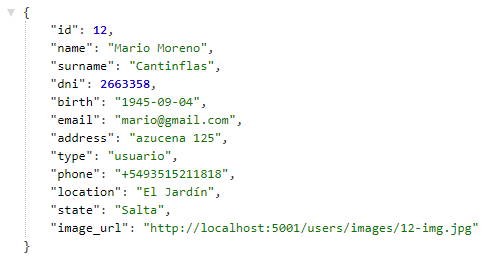 {
"id": 12,
"name": "Mario Moreno",
"surname": "Cantinflas",
"dni": 2663358,
"birth": "1945-09-04",
"email": "mario@gmail.com",
"address": "azucena 125",
"type": "usuario",
"phone": "+5493515211818",
"location": "El Jardín",
"state": "Salta",
"image_url": "http://localhost:5001/users/images/12-img.jpg"
}